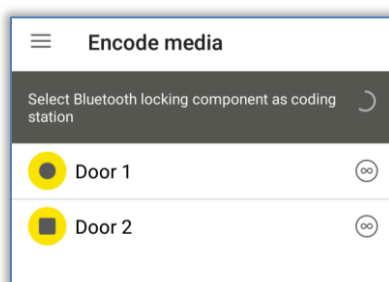 Encode media
Select Bluetooth locking component as coding
station
Door 1
Door 2